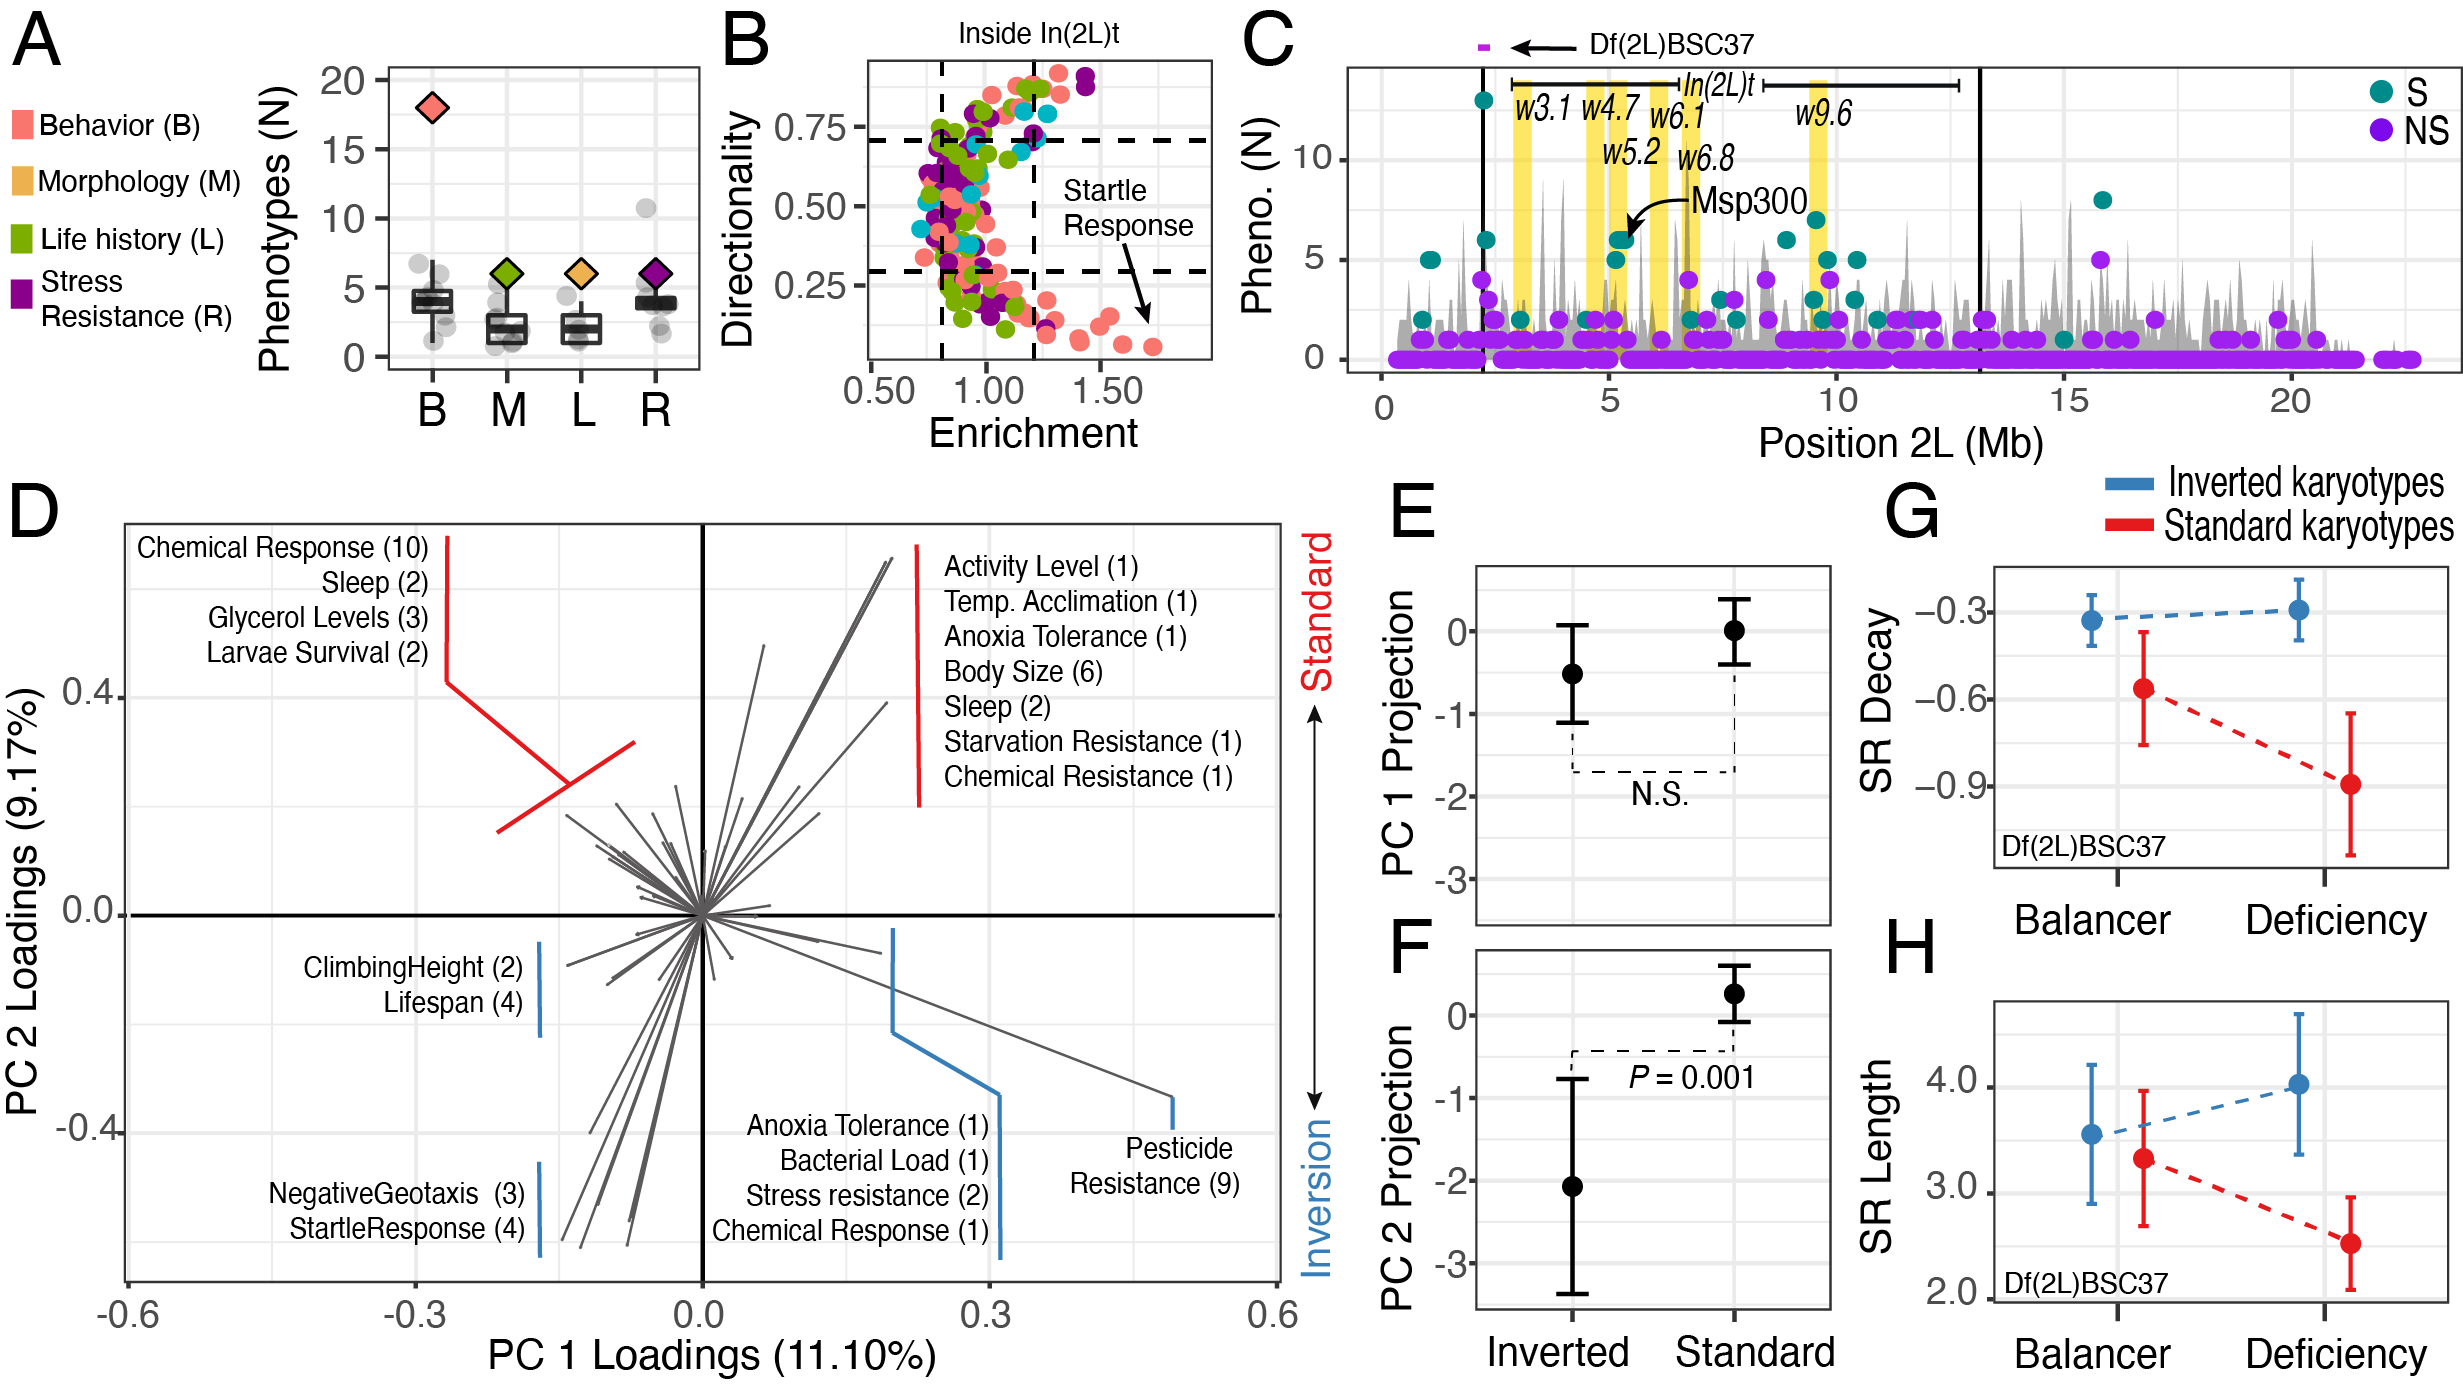 A
Behavior (B)
Morphology (M)
Life history (L)
Stress
Resistance (R)
Phenotypes (N)
20
15
10
5
0
B
M
L
R
B
Inside In(2L)t
Directionality
0.75
0.50
0.25
Startle
Response
0.50
1.00
1.50
Enrichment
C
Df(2L)BSC37
Pheno. (N)
10
5
0
In(2L)t
w3.1
w4.7
w6.1
w9.6
w5.2
w6.8
Msp300
S
NS
0
5
10
15
20
Position 2L (Mb)
D
PC 2 Loadings (9.17%)
0.4
0.0
-0.4
Chemical Response (10)
Sleep (2)
Glycerol Levels (3)
Larvae Survival (2)
Activity Level (1)
Temp. Acclimation (1)
Anoxia Tolerance (1)
Body Size (6)
Sleep (2)
Starvation Resistance (1)
Chemical Resistance (1)
ClimbingHeight (2)
Lifespan (4)
NegativeGeotaxis (3)
StartleResponse (4)
Anoxia Tolerance (1)
Bacterial Load (1)
Stress resistance (2)
Chemical Response (1)
Pesticide
Resistance (9)
-0.6
-0.3
0.0
0.3
0.6
PC 1 Loadings (11.10%)
Standard
Inversion
E
PC 1 Projection
0
-1
-2
-3
N.S.
F
PC 2 Projection
0
-1
-2
-3
P = 0.001
Inverted
Standard
Inverted karyotypes
Standard karyotypes
G
SR Decay
−0.3
−0.6
−0.9
Df(2L)BSC37
Balancer
Deficiency
H
SR Length
4.0
3.0
2.0
Df(2L)BSC37
Balancer
Deficiency